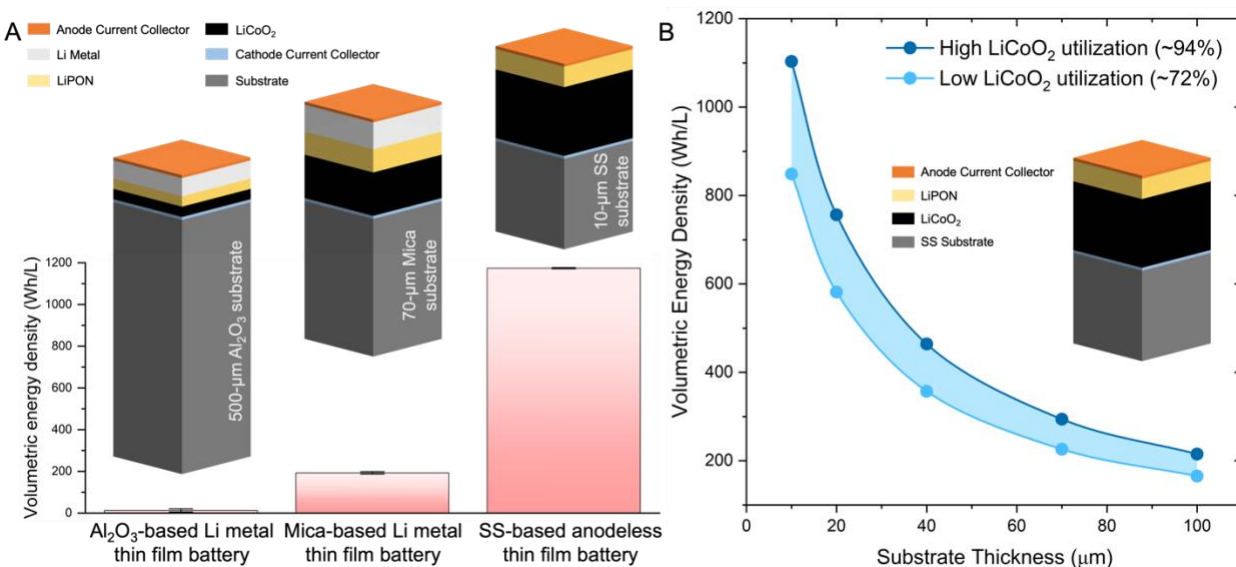 A
Anode Current Collector
Li Metal
LiPON
LiCoO₂
Cathode Current Collector
Substrate
500-μm Al₂O₃ substrate
70-μm Mica
substrate
10-μm SS
substrate
Volumetric energy density (Wh/L)
1200
1000
800
600
400
200
0
Al₂O₃-based Li metal
thin film battery
Mica-based Li metal
thin film battery
SS-based anodeless
thin film battery
B
High LiCoO₂ utilization (~94%)
Low LiCoO₂ utilization (~72%)
Anode Current Collector
LiPON
LiCoO₂
SS Substrate
Volumetric Energy Density (Wh/L)
1200
1000
800
600
400
200
20
40
60
80
100
Substrate Thickness (μm)